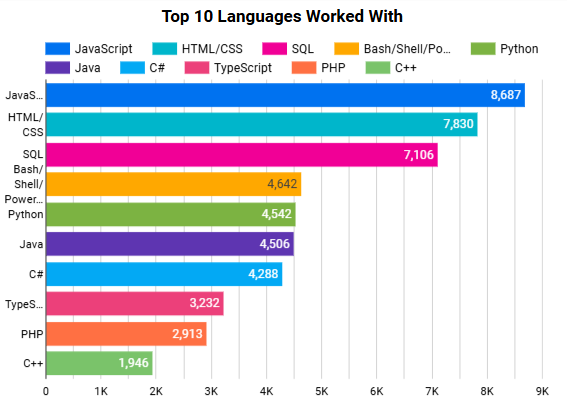 Top 10 Languages Worked With
JavaScript HTML/CSS SQL Bash/Shell/Po... Python
Java C# TypeScript PHP C++
JavaS... 8,687
HTML/
CSS 7,830
SQL 7,106
Bash/
Shell/
Power... 4,642
Python 4,542
Java 4,506
C# 4,288
TypeS... 3,232
PHP 2,913
C++ 1,946
0 1K 2K 3K 4K 5K 6K 7K 8K 9K